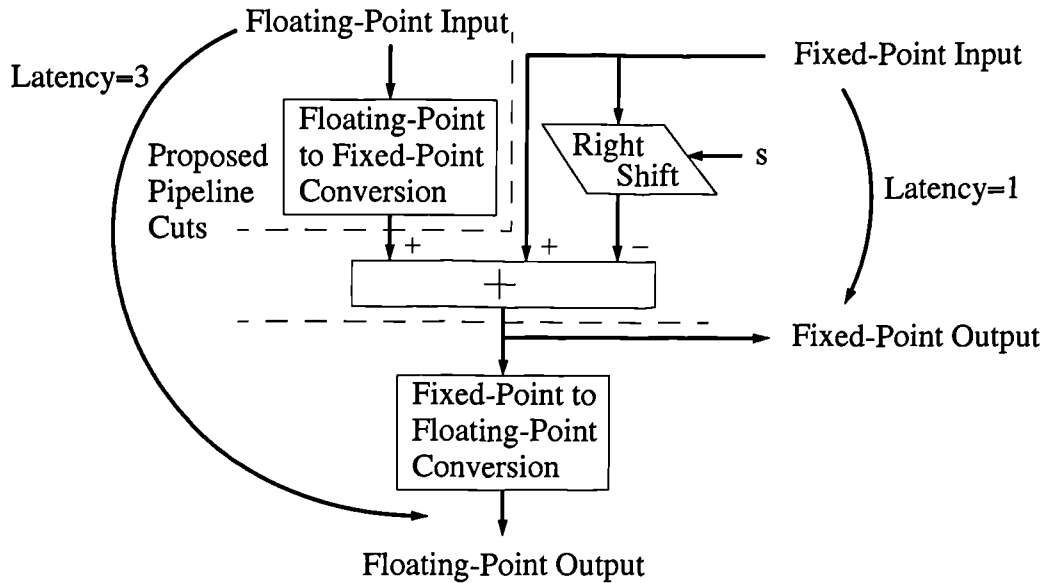 Floating-Point Input
Fixed-Point Input
Latency=3
Floating-Point
to Fixed-Point
Conversion
Right
Shift
s
Proposed
Pipeline
Cuts
Latency=1
+ + −
+
Fixed-Point Output
Fixed-Point to
Floating-Point
Conversion
Floating-Point Output